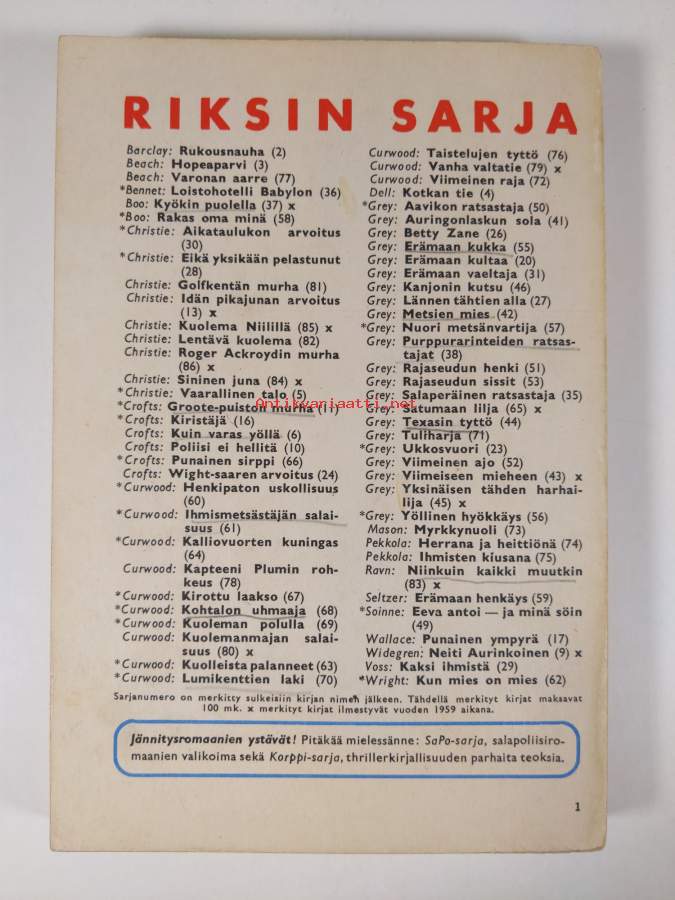 RIKSIN SARJA
Barclay: Rukousnauha (2)
Beach: Hopeaparvi (3)
Beach: Varonan aarre (77)
*Bennet: Loistohotelli Babylon (36)
Boo: Kyökin puolella (37) x
*Boo: Rakas oma minä (58)
*Christie: Aikataulukon arvoitus
(30)
*Christie: Eikä yksikään pelastunut
(28)
Christie: Golfkentän murha (81)
Christie: Idän pikajunan arvoitus
(13) x
Christie: Kuolema Niilillä (85) x
Christie: Lentävä kuolema (82)
Christie: Roger Ackroydin murha
(86) x
Christie: Sininen juna (84) x
*Christie: Vaarallinen talo (5)
*Crofts: Groote-puiston murha (11)
*Crofts: Kiristäjä (16)
Crofts: Kuin varas yöllä (6)
Crofts: Poliisi ei hellitä (10)
*Crofts: Punainen sirppi (66)
Crofts: Wight-saaren arvoitus (24)
*Curwood: Henkipaton uskollisuus
(60)
*Curwood: Ihmismetsästäjän salai-
suus (61)
*Curwood: Kalliovuorten kuningas
(64)
Curwood: Kapteeni Plumin roh-
keus (78)
*Curwood: Kirottu laakso (67)
*Curwood: Kohtalon uhmaaja (68)
*Curwood: Kuoleman polulla (69)
Curwood: Kuolemanmajan salai-
suus (80) x
*Curwood: Kuolleista palanneet (63)
*Curwood: Lumikenttien laki (70)
Curwood: Taistelujen tyttö (76)
Curwood: Vanha valtatie (79) x
Curwood: Viimeinen raja (72)
Dell: Kotkan tie (4)
*Grey: Aavikon ratsastaja (50)
Grey: Auringonlaskun sola (41)
Grey: Betty Zane (26)
Grey: Erämaan kukka (55)
Grey: Erämaan kultaa (20)
Grey: Erämaan vaeltaja (31)
Grey: Kanjonin kutsu (46)
Grey: Lännen tähtien alla (27)
Grey: Metsien mies (42)
*Grey: Nuori metsänvartija (57)
Grey: Purppurarinteiden ratsas-
tajat (38)
Grey: Rajaseudun henki (51)
Grey: Rajaseudun sissit (53)
Grey: Salaperäinen ratsastaja (35)
Grey: Satumaan lilja (65) x
Grey: Texasin tyttö (44)
Grey: Tuliharja (71)
*Grey: Ukkosvuori (23)
Grey: Viimeinen ajo (52)
Grey: Viimeiseen mieheen (43) x
Grey: Yksinäisen tähden harhai-
lija (45) x
*Grey: Yöllinen hyökkäys (56)
Mason: Myrkkynuoli (73)
Pekkola: Herrana ja heittiönä (74)
Pekkola: Ihmisten kiusana (75)
Ravn: Niinkuin kaikki muutkin
(83) x
Seltzer: Erämaan henkäys (59)
*Soinne: Eeva antoi — ja minä söin
(49)
Wallace: Punainen ympyrä (17)
Widegren: Neiti Aurinkoinen (9) x
Voss: Kaksi ihmistä (29)
*Wright: Kun mies on mies (62)
Sarjanumero on merkitty sulkeisiin kirjan nimen jälkeen. Tähdellä merkityt kirjat maksavat
100 mk. x merkityt kirjat ilmestyvät vuoden 1959 aikana.
Jännitysromaanien ystävät! Pitäkää mielessänne: SaPo-sarja, salapoliisiro-
maanien valikoima sekä Korppi-sarja, thrillerkirjallisuuden parhaita teoksia.
1
Antikvariaatti.net